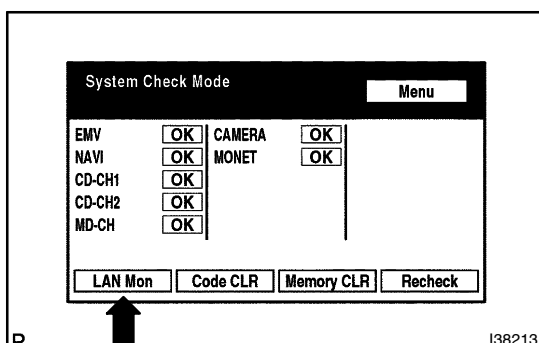 System Check Mode
Menu
EMV OK CAMERA OK
NAVI OK MONET OK
CD-CH1 OK
CD-CH2 OK
MD-CH OK
LAN Mon Code CLR Memory CLR Recheck
P I38213